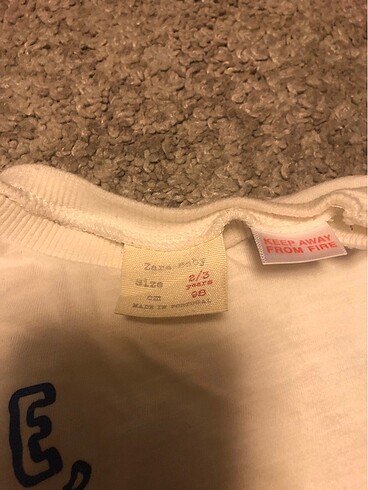 Zara baby
size 2/3
years
cm 98
MADE IN PORTUGAL
KEEP AWAY
FROM FIRE
E,